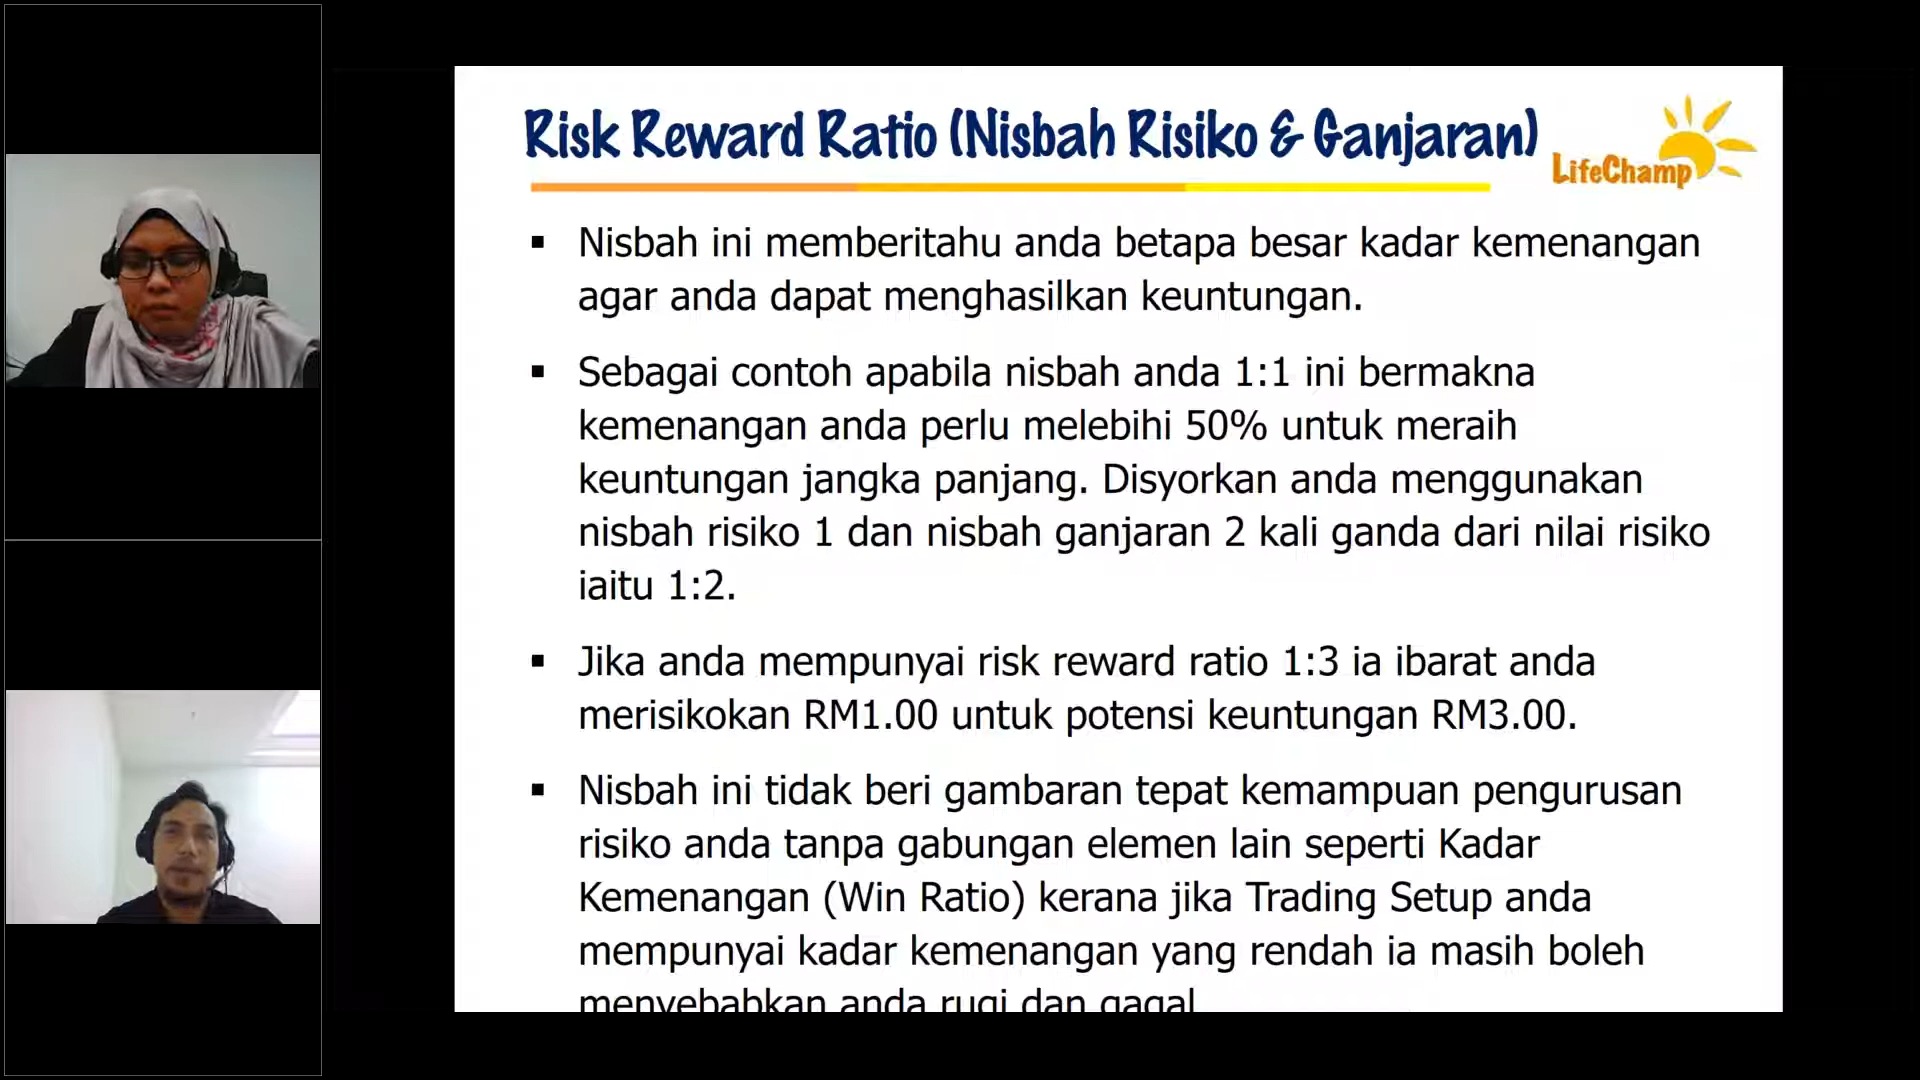 Risk Reward Ratio (Nisbah Risiko & Ganjaran)
LifeChamp
▪ Nisbah ini memberitahu anda betapa besar kadar kemenangan
agar anda dapat menghasilkan keuntungan.
▪ Sebagai contoh apabila nisbah anda 1:1 ini bermakna
kemenangan anda perlu melebihi 50% untuk meraih
keuntungan jangka panjang. Disyorkan anda menggunakan
nisbah risiko 1 dan nisbah ganjaran 2 kali ganda dari nilai risiko
iaitu 1:2.
▪ Jika anda mempunyai risk reward ratio 1:3 ia ibarat anda
merisikokan RM1.00 untuk potensi keuntungan RM3.00.
▪ Nisbah ini tidak beri gambaran tepat kemampuan pengurusan
risiko anda tanpa gabungan elemen lain seperti Kadar
Kemenangan (Win Ratio) kerana jika Trading Setup anda
mempunyai kadar kemenangan yang rendah ia masih boleh
menyebabkan anda rugi dan gagal